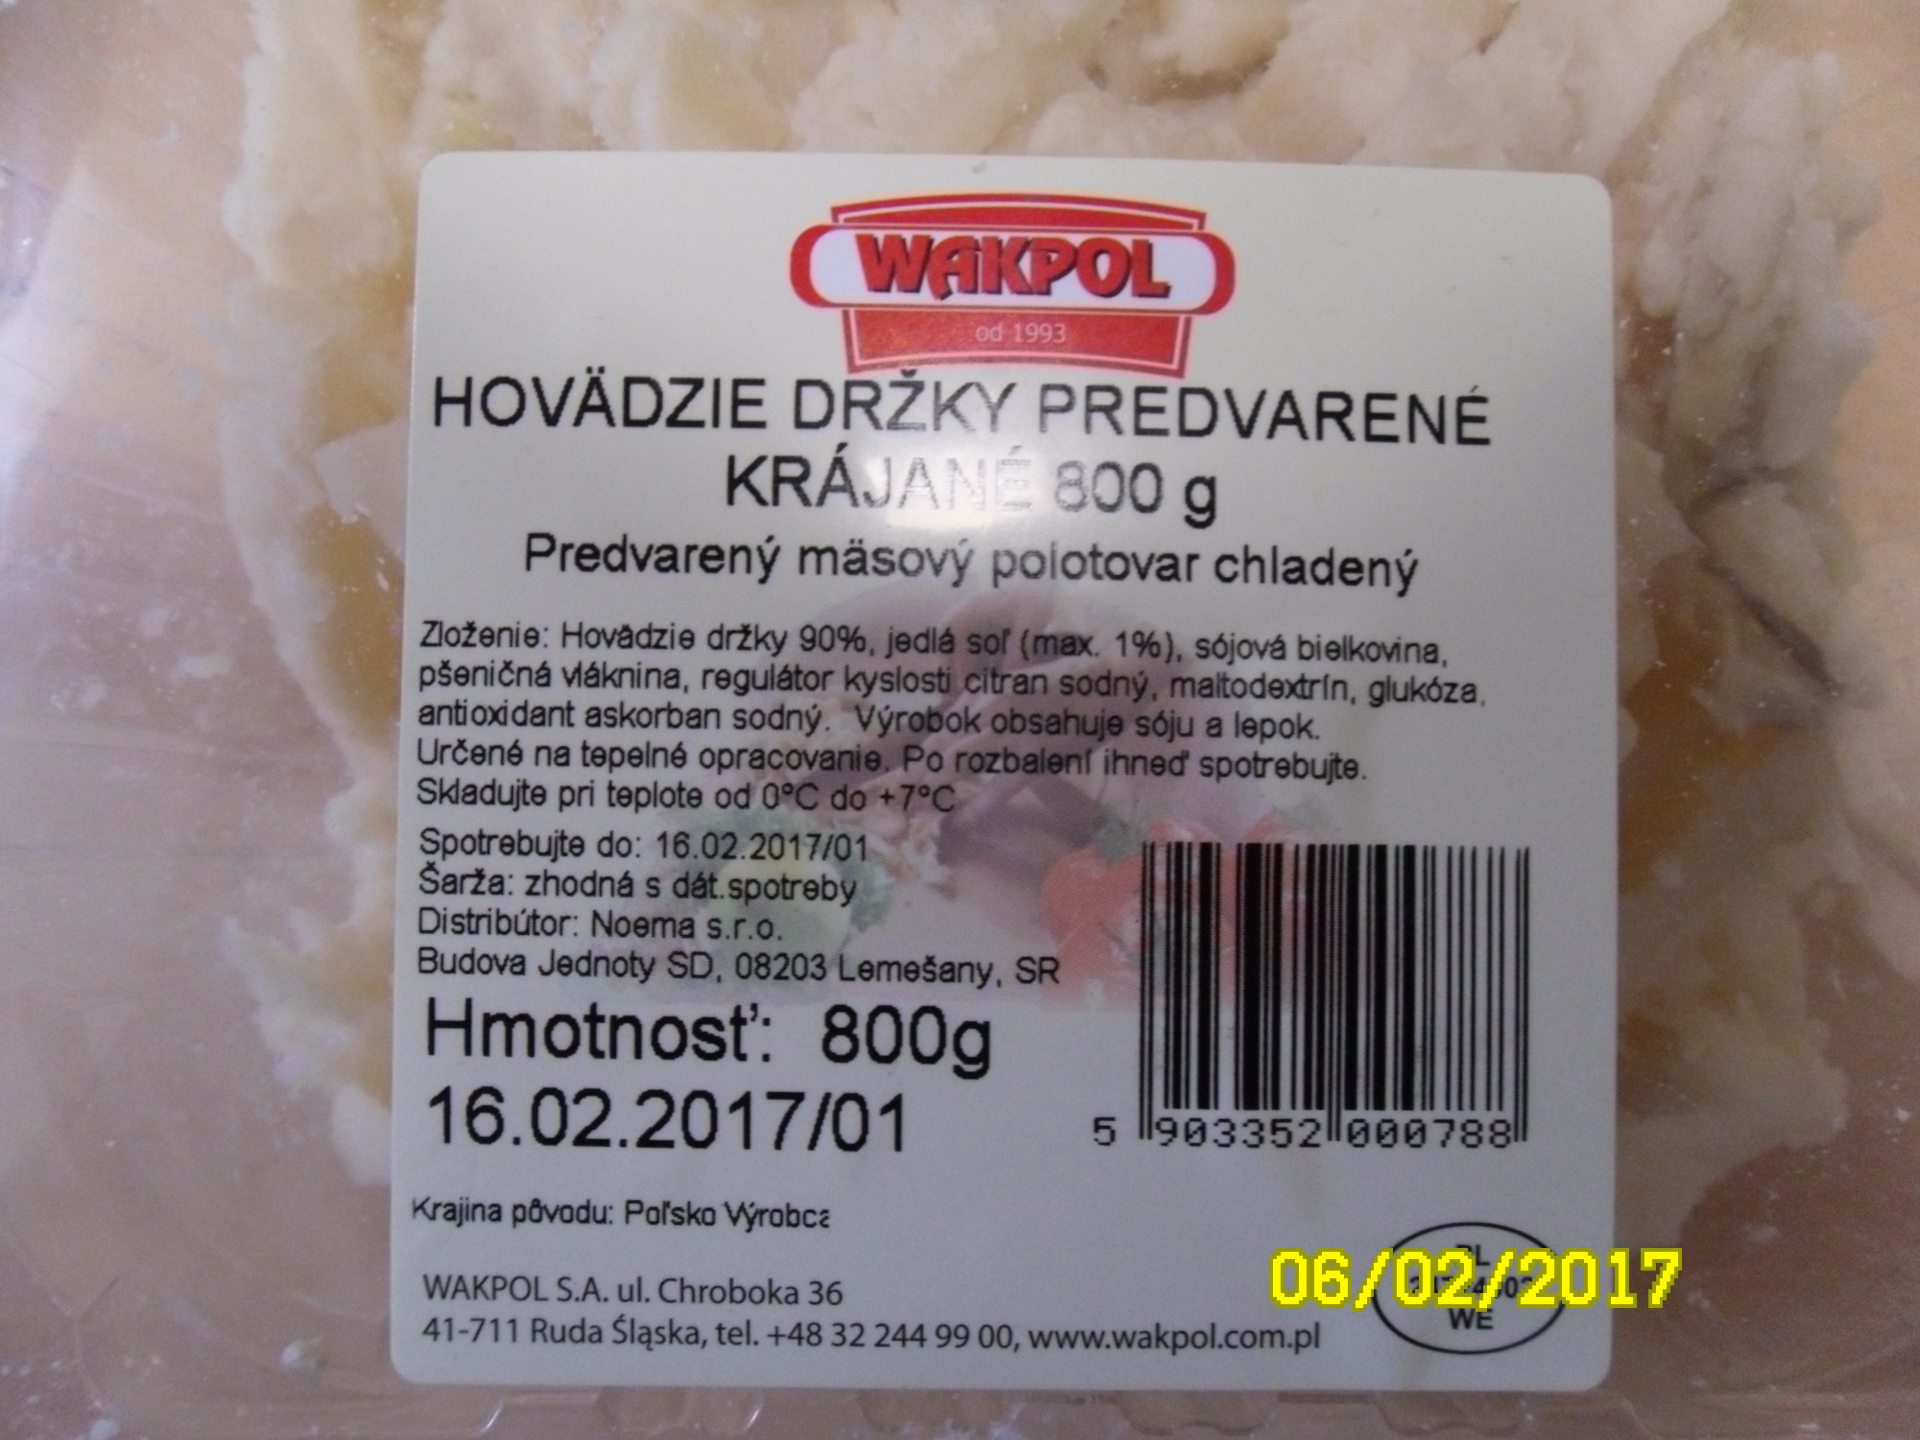 WAKPOL
od 1993
HOVÄDZIE DRŽKY PREDVARENÉ
KRÁJANÉ 800 g
Predvarený mäsový polotovar chladený
Zloženie: Hovädzie držky 90%, jedlá soľ (max. 1%), sójová bielkovina,
pšeničná vláknina, regulátor kyslosti citran sodný, maltodextrín, glukóza,
antioxidant askorban sodný. Výrobok obsahuje sóju a lepok.
Určené na tepelné opracovanie. Po rozbalení ihneď spotrebujte.
Skladujte pri teplote od 0°C do +7°C
Spotrebujte do: 16.02.2017/01
Šarža: zhodná s dát.spotreby
Distribútor: Noema s.r.o.
Budova Jednoty SD, 08203 Lemešany, SR
Hmotnosť: 800g
16.02.2017/01
5 903352 000788
Krajina pôvodu: Poľsko Výrobca
WAKPOL S.A. ul. Chroboka 36
41-711 Ruda Śląska, tel. +48 32 244 99 00, www.wakpol.com.pl
PL
WE
06/02/2017